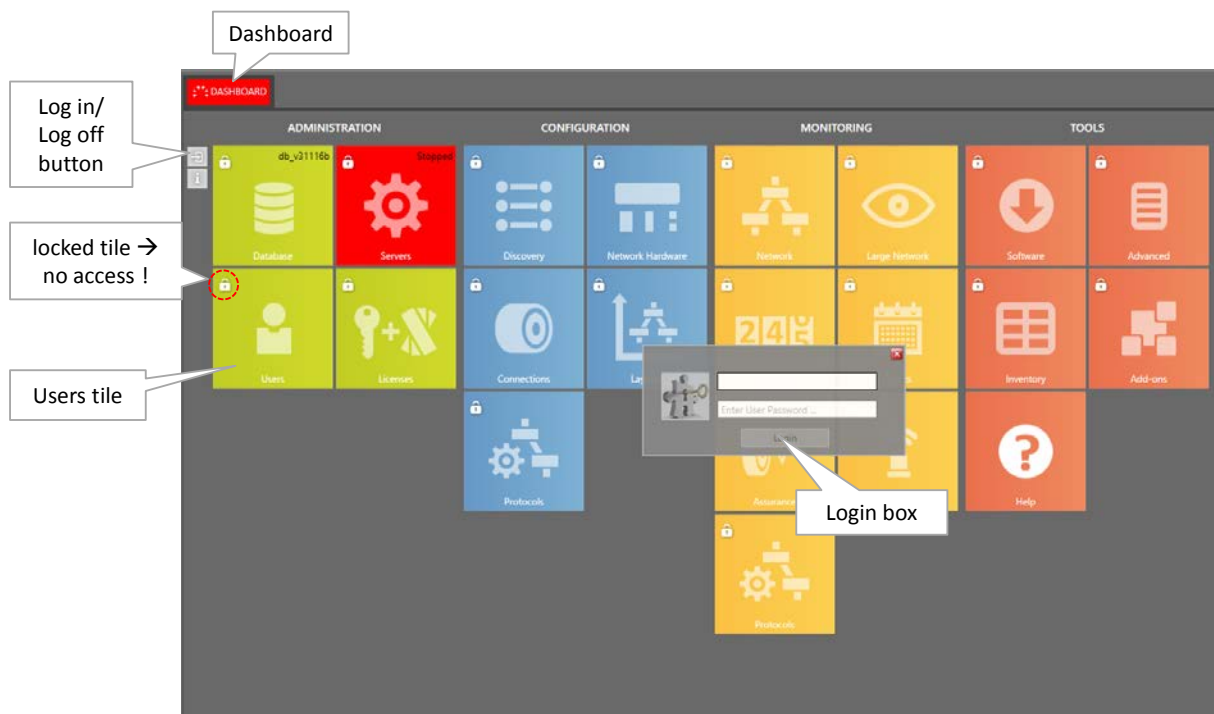 Dashboard
DASHBOARD
Log in/
Log off
button
ADMINISTRATION
CONFIGURATION
MONITORING
TOOLS
db_v31116b
Stopped
Database
Servers
Discovery
Network Hardware
Network
Large Network
Software
Advanced
locked tile →
no access !
245
Users
Licenses
Connections
Inventory
Add-ons
Users tile
Enter User Password ...
Login
Protocols
Assurance
Help
Login box
Protocols